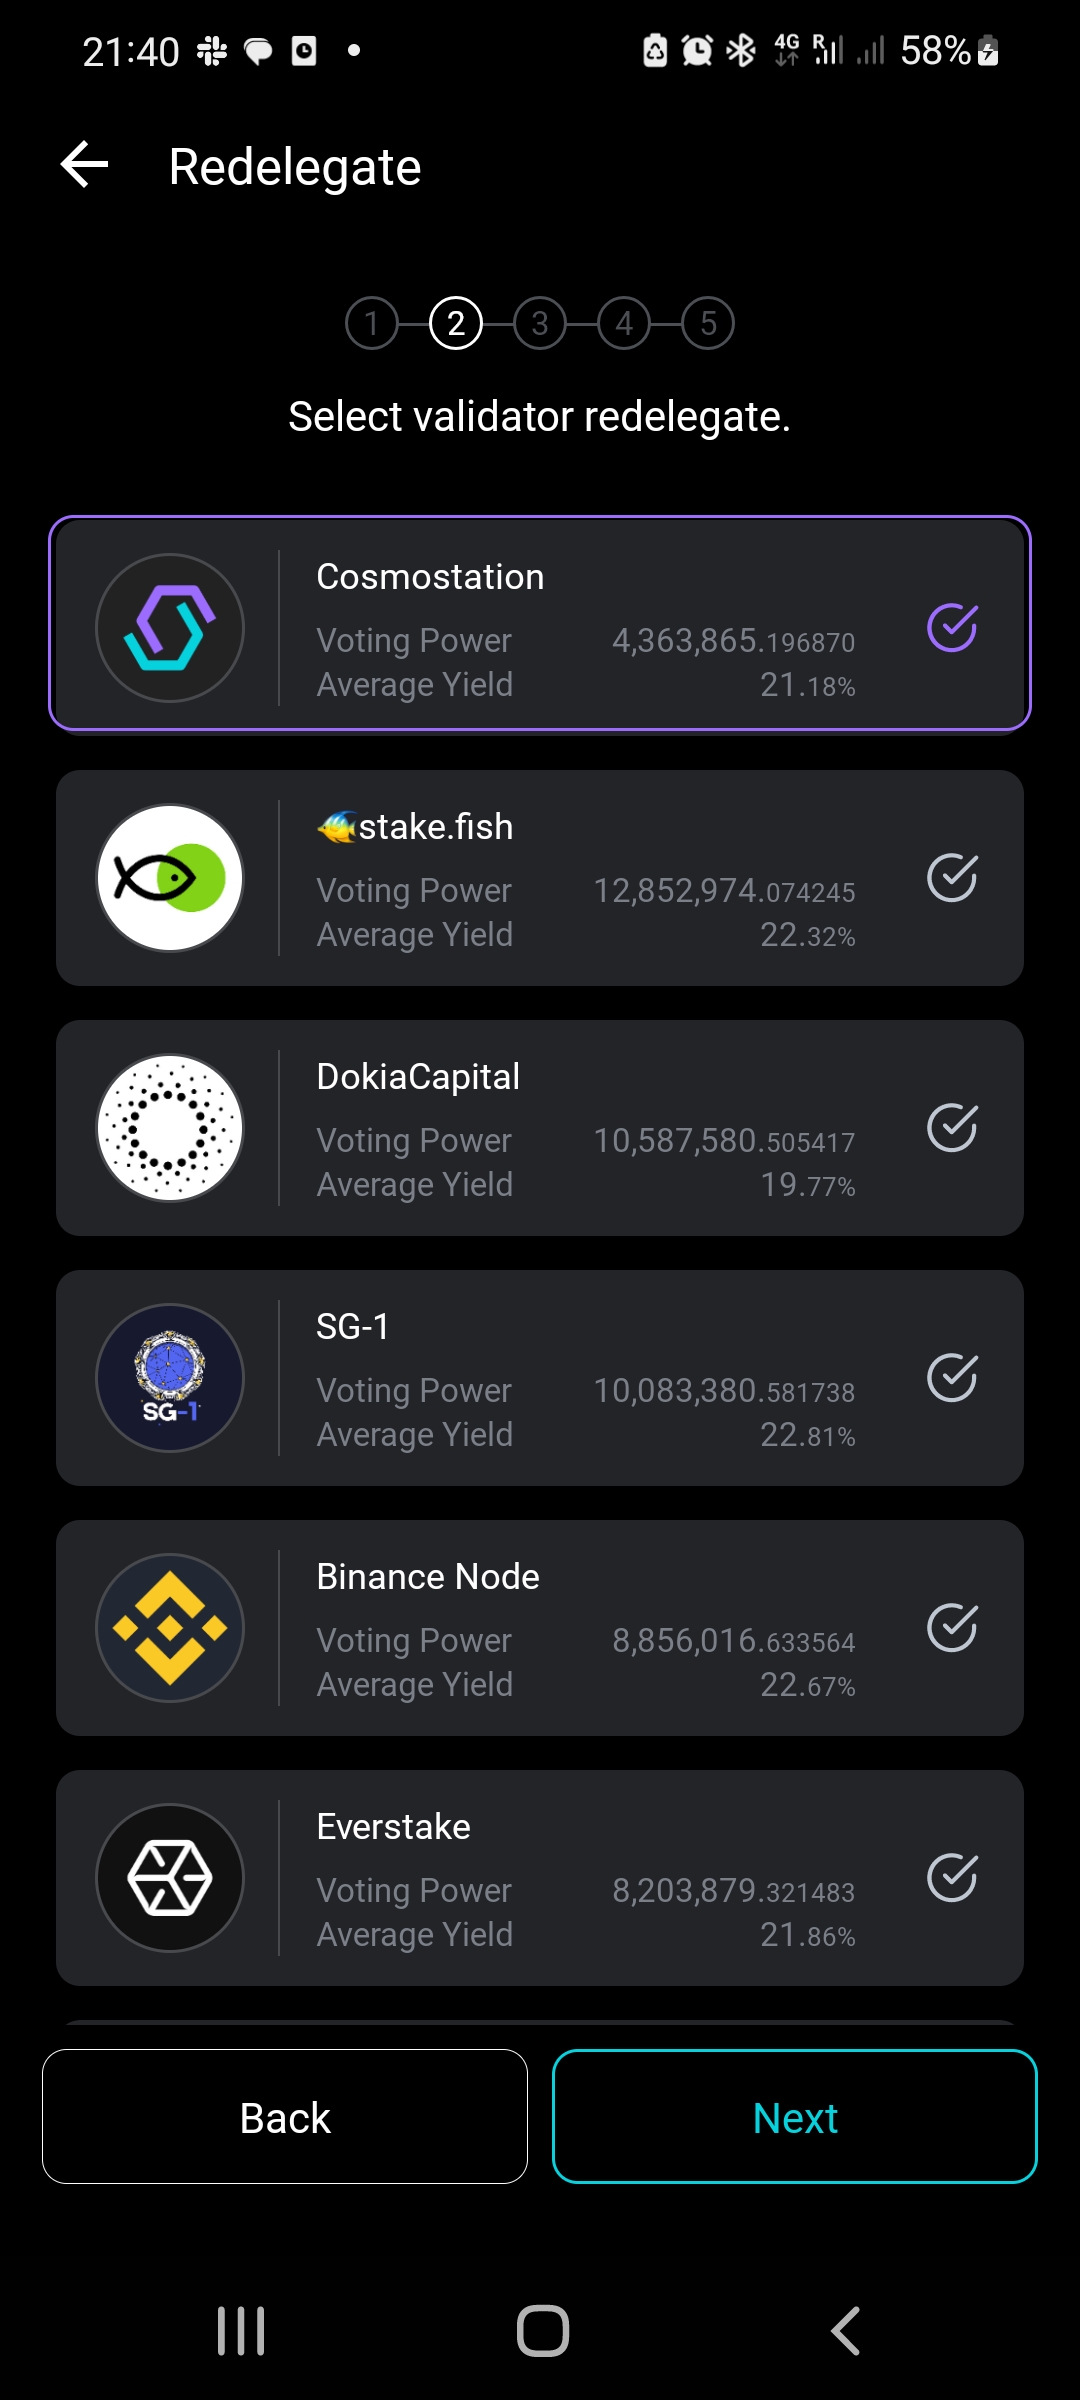 21:40 4G R 58%
Redelegate
1 2 3 4 5
Select validator redelegate.
Cosmostation
Voting Power 4,363,865.196870
Average Yield 21.18%
🐠stake.fish
Voting Power 12,852,974.074245
Average Yield 22.32%
DokiaCapital
Voting Power 10,587,580.505417
Average Yield 19.77%
SG-1
SG-1
Voting Power 10,083,380.581738
Average Yield 22.81%
Binance Node
Voting Power 8,856,016.633564
Average Yield 22.67%
Everstake
Voting Power 8,203,879.321483
Average Yield 21.86%
Back Next